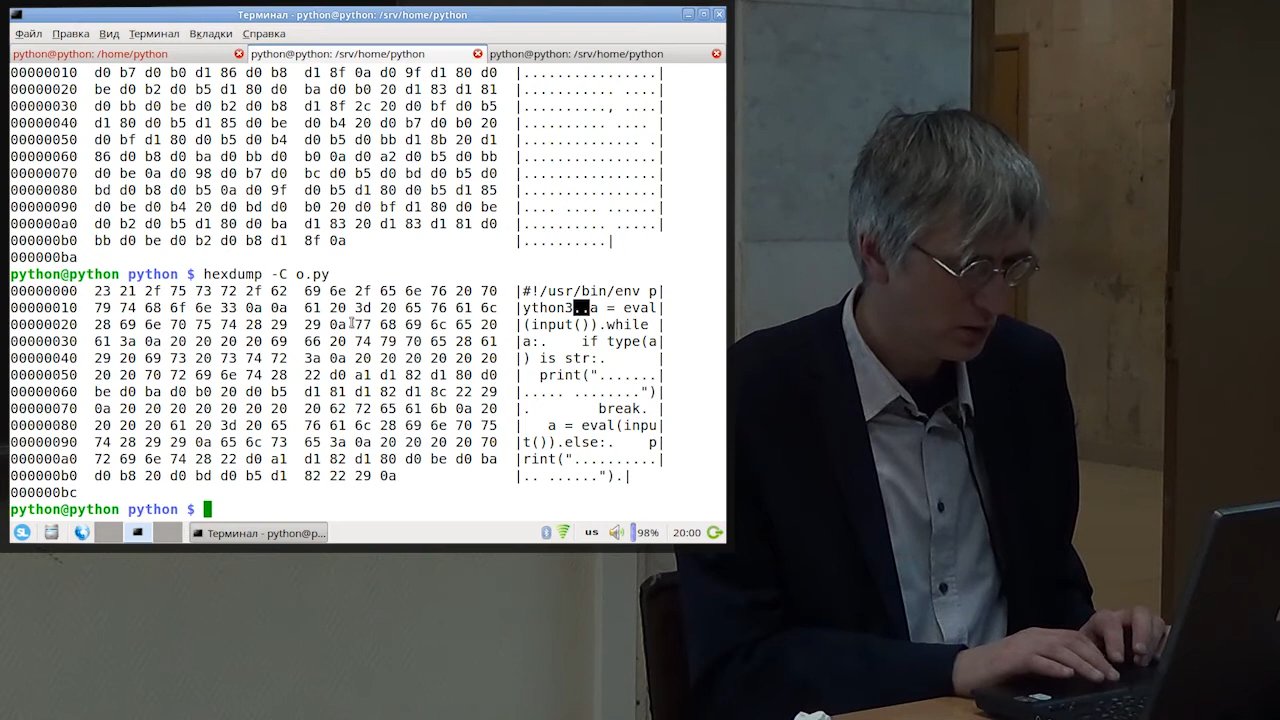 Терминал - python@python: /srv/home/python
Файл Правка Вид Терминал Вкладки Справка
python@python: /home/python python@python: /srv/home/python python@python: /srv/home/python
00000010 d0 b7 d0 b0 d1 86 d0 b8 d1 8f 0a d0 9f d1 80 d0 |................|
00000020 be d0 b2 d0 b5 d1 80 d0 ba d0 b0 20 d1 83 d1 81 |........... ....|
00000030 d0 bb d0 be d0 b2 d0 b8 d1 8f 2c 20 d0 bf d0 b5 |.........., ....|
00000040 d1 80 d0 b5 d1 85 d0 be d0 b4 20 d0 b7 d0 b0 20 |.......... .... |
00000050 d0 bf d1 80 d0 b5 d0 b4 d0 b5 d0 bb d1 8b 20 d1 |.............. .|
00000060 86 d0 b8 d0 ba d0 bb d0 b0 0a d0 a2 d0 b5 d0 bb |................|
00000070 d0 be 0a d0 98 d0 b7 d0 bc d0 b5 d0 bd d0 b5 d0 |................|
00000080 bd d0 b8 d0 b5 0a d0 9f d0 b5 d1 80 d0 b5 d1 85 |................|
00000090 d0 be d0 b4 20 d0 bd d0 b0 20 d0 bf d1 80 d0 be |.... .... ......|
000000a0 d0 b2 d0 b5 d1 80 d0 ba d1 83 20 d1 83 d1 81 d0 |.......... .....|
000000b0 bb d0 be d0 b2 d0 b8 d1 8f 0a |..........|
000000ba
python@python python $ hexdump -C o.py
00000000 23 21 2f 75 73 72 2f 62 69 6e 2f 65 6e 76 20 70 |#!/usr/bin/env p|
00000010 79 74 68 6f 6e 33 0a 0a 61 20 3d 20 65 76 61 6c |ython3..a = eval|
00000020 28 69 6e 70 75 74 28 29 29 0a 77 68 69 6c 65 20 |(input()).while |
00000030 61 3a 0a 20 20 20 20 69 66 20 74 79 70 65 28 61 |a:.    if type(a|
00000040 29 20 69 73 20 73 74 72 3a 0a 20 20 20 20 20 20 |) is str:.      |
00000050 20 20 70 72 69 6e 74 28 22 d0 a1 d1 82 d1 80 d0 |  print(".......|
00000060 be d0 ba d0 b0 20 d0 b5 d1 81 d1 82 d1 8c 22 29 |..... ........")|
00000070 0a 20 20 20 20 20 20 20 20 62 72 65 61 6b 0a 20 |.        break. |
00000080 20 20 20 61 20 3d 20 65 76 61 6c 28 69 6e 70 75 |   a = eval(inpu|
00000090 74 28 29 29 0a 65 6c 73 65 3a 0a 20 20 20 20 70 |t()).else:.    p|
000000a0 72 69 6e 74 28 22 d0 a1 d1 82 d1 80 d0 be d0 ba |rint("..........|
000000b0 d0 b8 20 d0 bd d0 b5 d1 82 22 29 0a |.. ......").|
000000bc
python@python python $
Терминал - python@p... us 98% 20:00